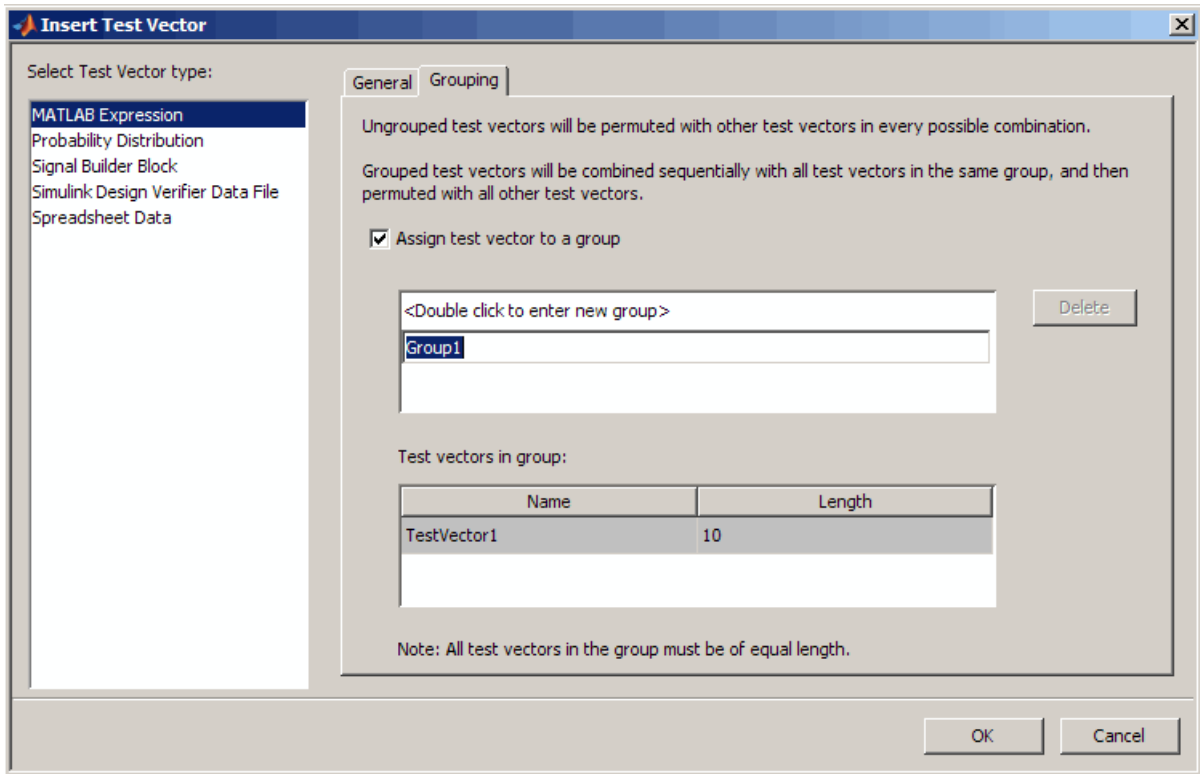 Insert Test Vector
Select Test Vector type:
MATLAB Expression
Probability Distribution
Signal Builder Block
Simulink Design Verifier Data File
Spreadsheet Data
General Grouping
Ungrouped test vectors will be permuted with other test vectors in every possible combination.
Grouped test vectors will be combined sequentially with all test vectors in the same group, and then
permuted with all other test vectors.
Assign test vector to a group
<Double click to enter new group>
Delete
Group1
Test vectors in group:
Name Length
TestVector1 10
Note: All test vectors in the group must be of equal length.
OK Cancel